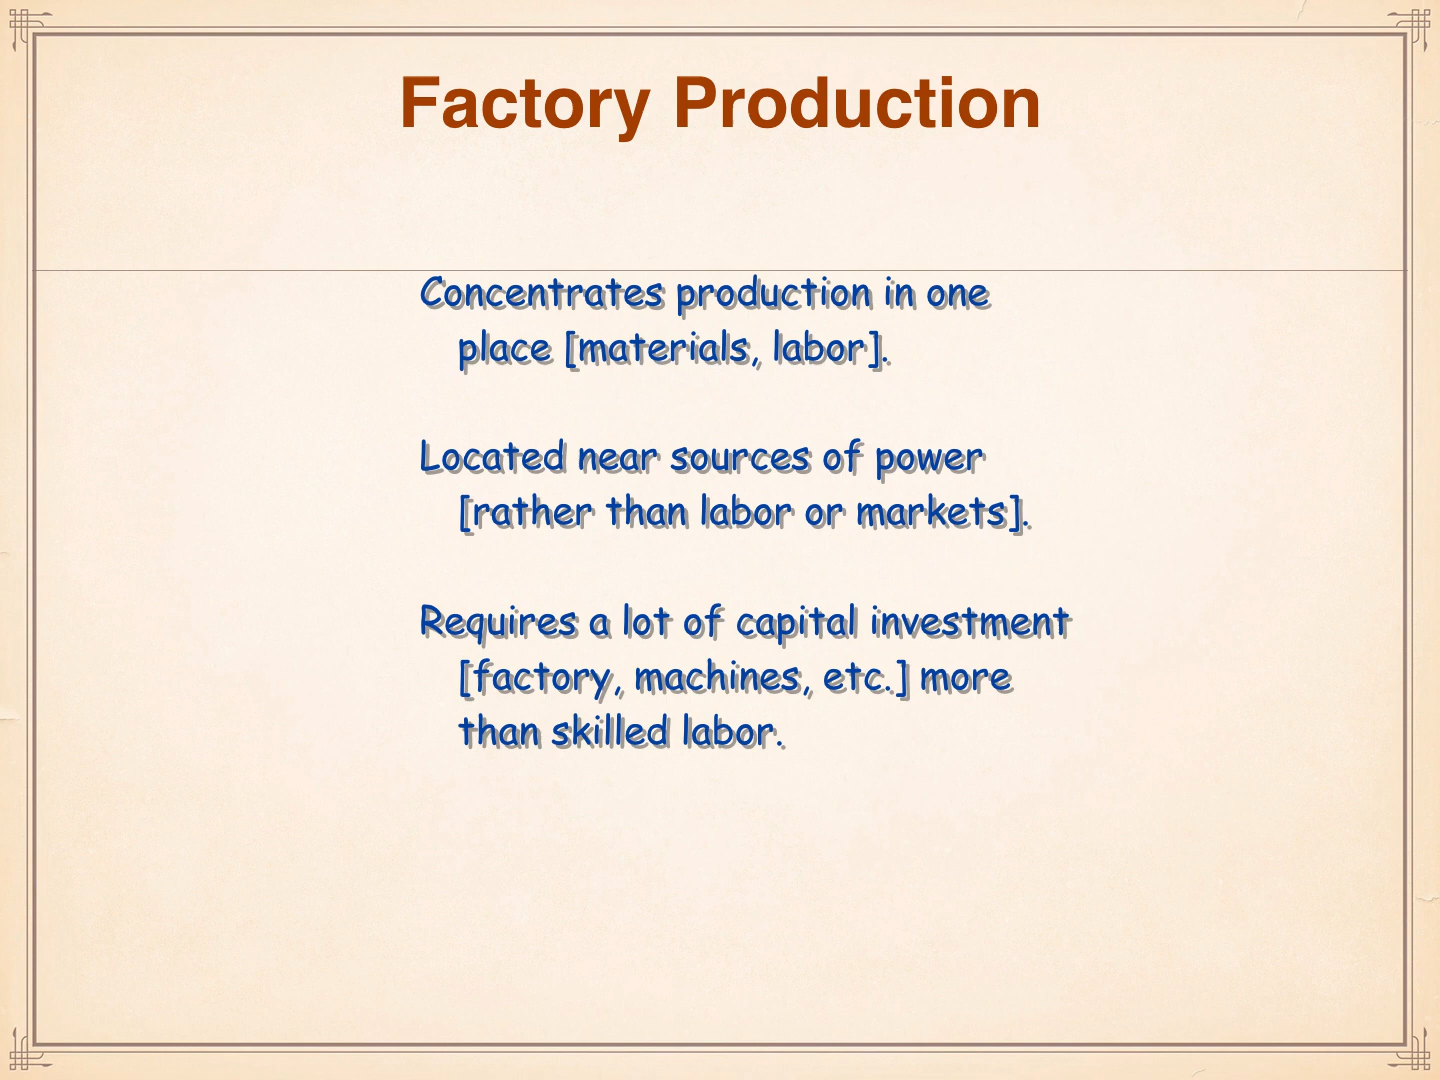 Factory Production
Concentrates production in one
place [materials, labor].
Located near sources of power
[rather than labor or markets].
Requires a lot of capital investment
[factory, machines, etc.] more
than skilled labor.